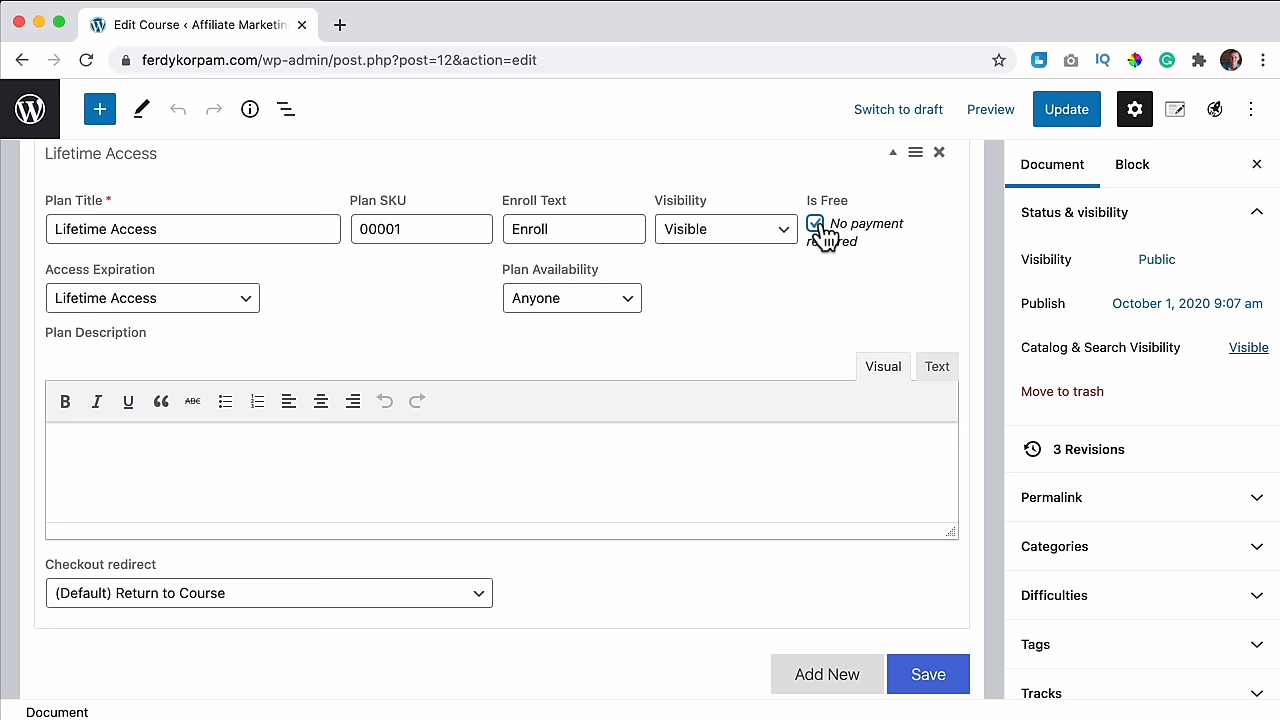 Edit Course ‹ Affiliate Marketin
ferdykorpam.com/wp-admin/post.php?post=12&action=edit
IQ
Switch to draft
Preview
Update
Lifetime Access
Plan Title *
Plan SKU
Enroll Text
Visibility
Is Free
Lifetime Access
00001
Enroll
Visible
No payment
Access Expiration
Plan Availability
Lifetime Access
Anyone
Plan Description
Visual
Text
B I U ABC
Checkout redirect
(Default) Return to Course
Add New
Save
Document
Document
Block
Status & visibility
Visibility
Public
Publish
October 1, 2020 9:07 am
Catalog & Search Visibility
Visible
Move to trash
3 Revisions
Permalink
Categories
Difficulties
Tags
Tracks